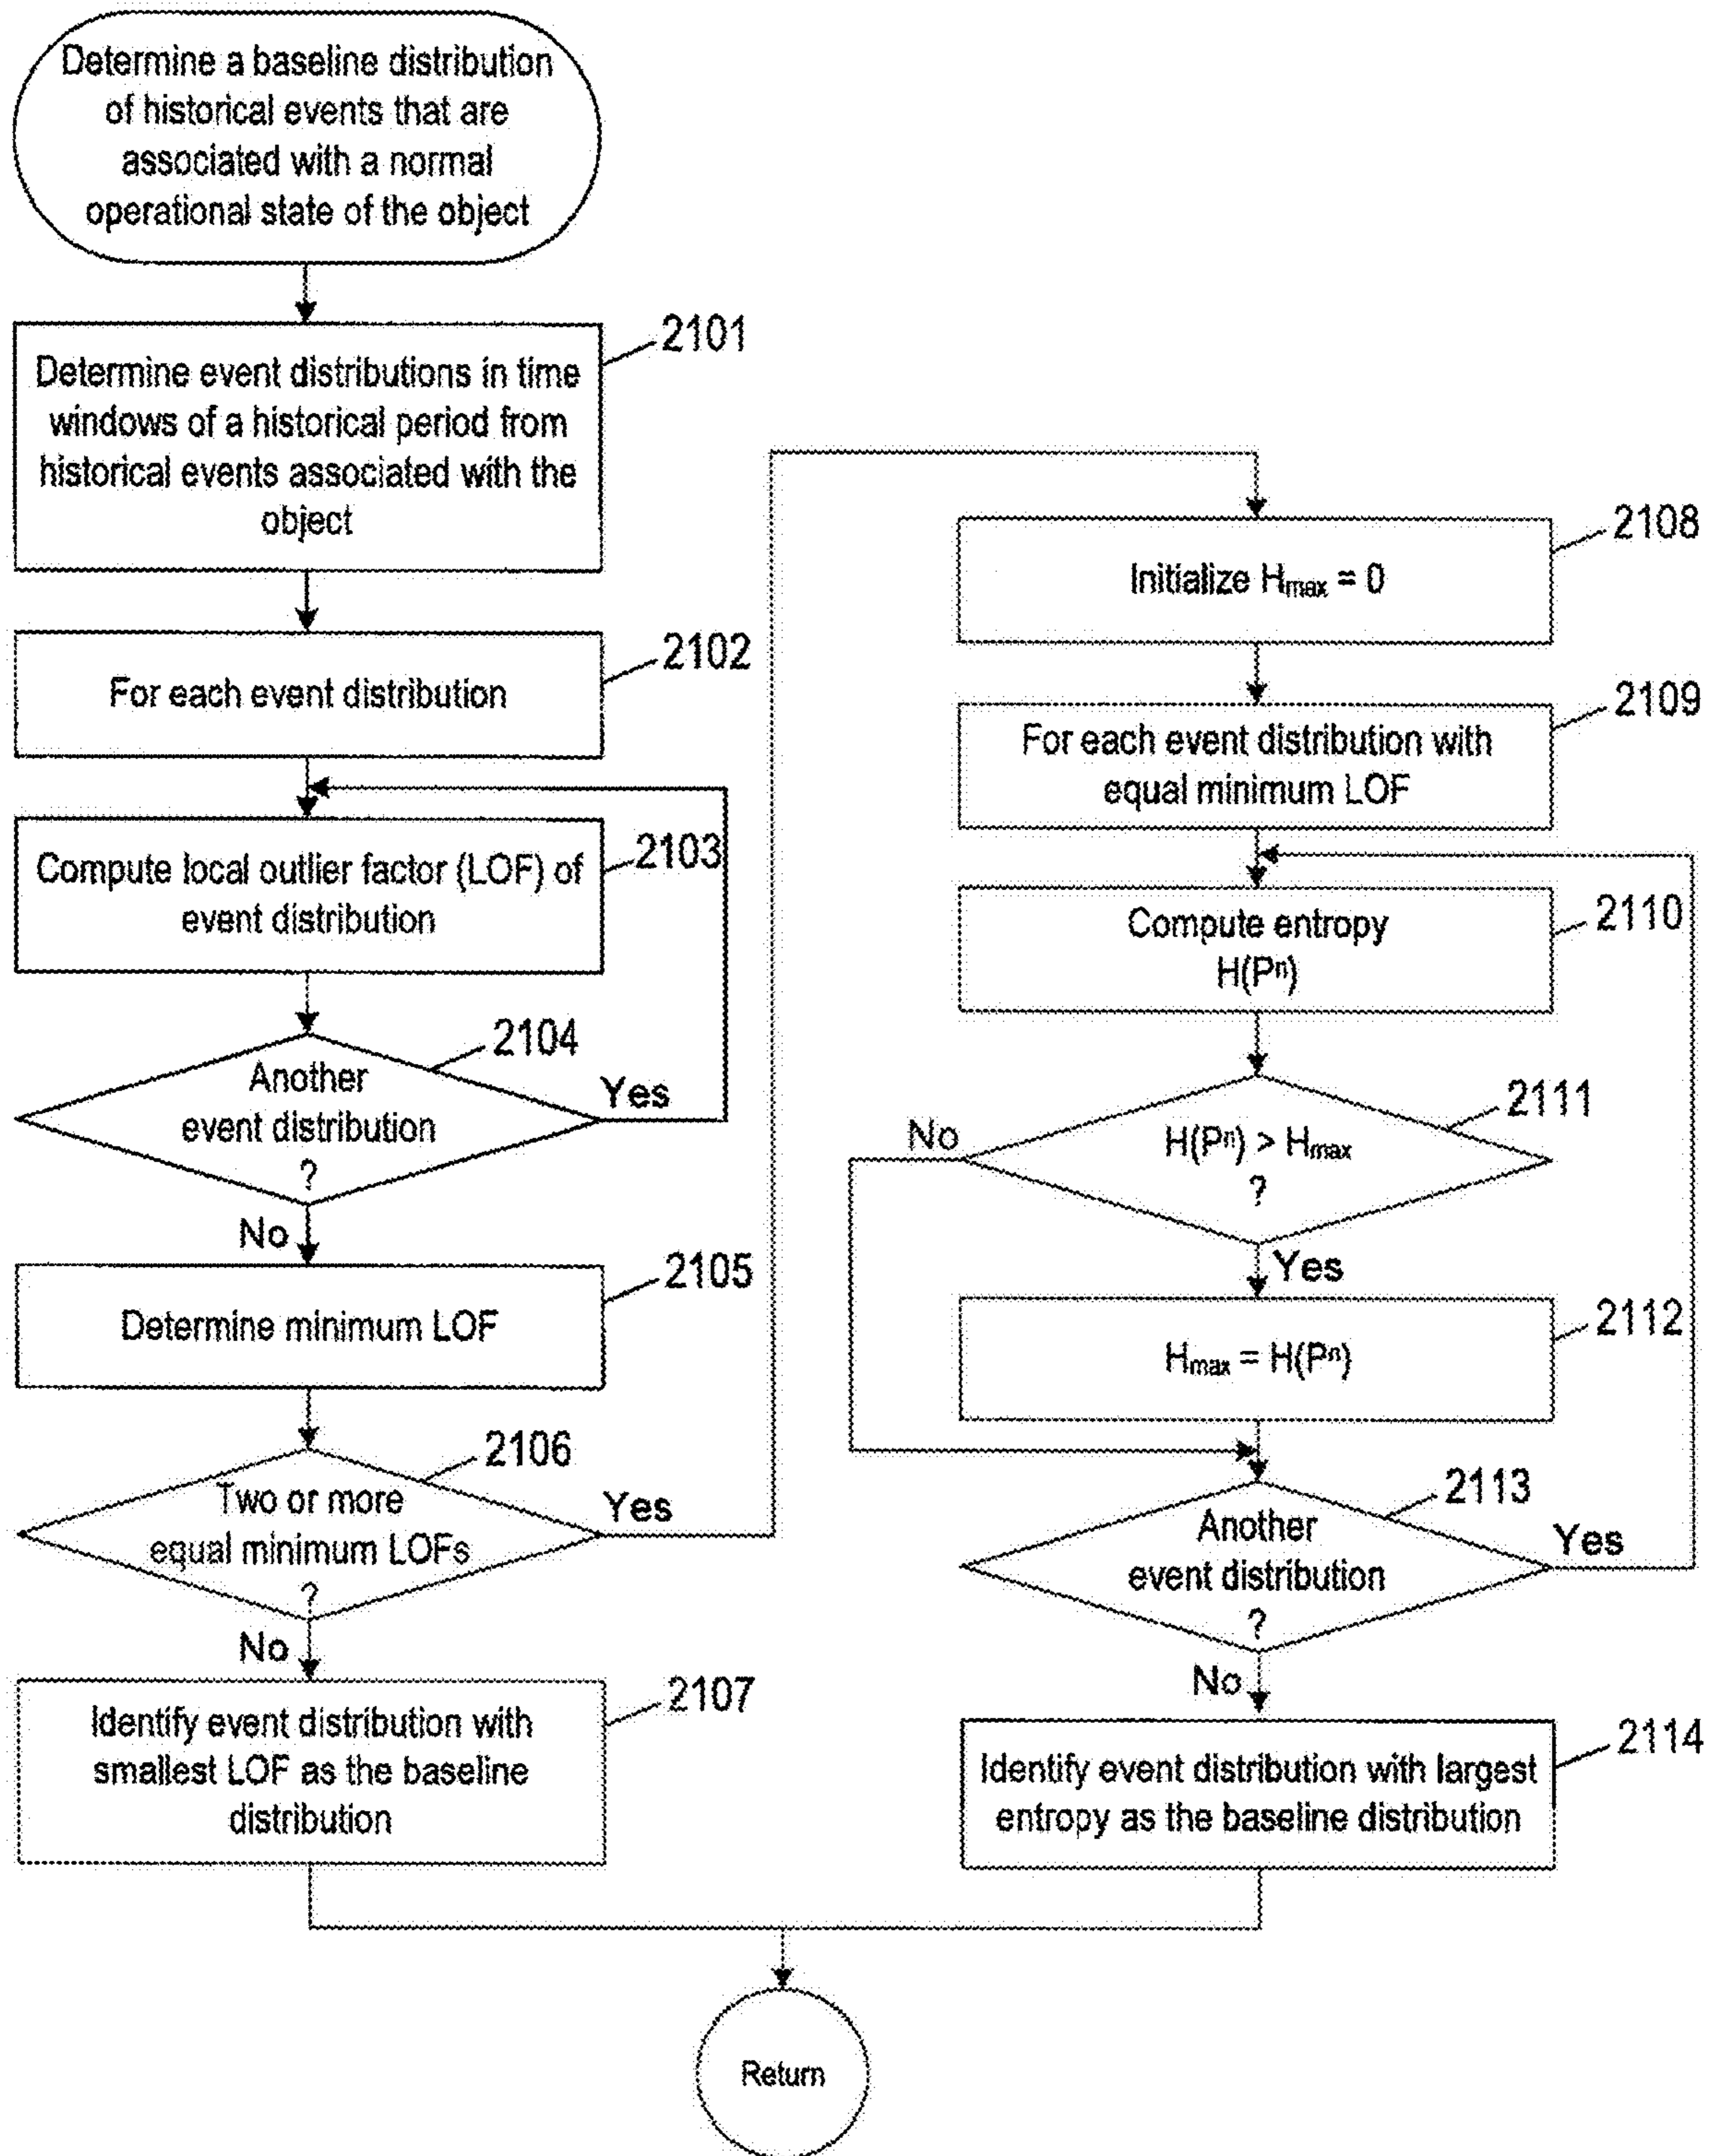 Determine a baseline distribution
of historical events that are
associated with a normal
operational state of the object
2101
Determine event distributions in time
windows of a historical period from
historical events associated with the
object
2102
For each event distribution
2103
Compute local outlier factor (LOF) of
event distribution
2104
Another
event distribution
?
Yes
No
2105
Determine minimum LOF
2106
Two or more
equal minimum LOFs
?
Yes
No
2107
Identify event distribution with
smallest LOF as the baseline
distribution
2108
Initialize Hmax = 0
2109
For each event distribution with
equal minimum LOF
2110
Compute entropy
H(Pⁿ)
2111
H(Pⁿ) > Hmax
?
No
Yes
2112
Hmax = H(Pⁿ)
2113
Another
event distribution
?
Yes
No
2114
Identify event distribution with largest
entropy as the baseline distribution
Return